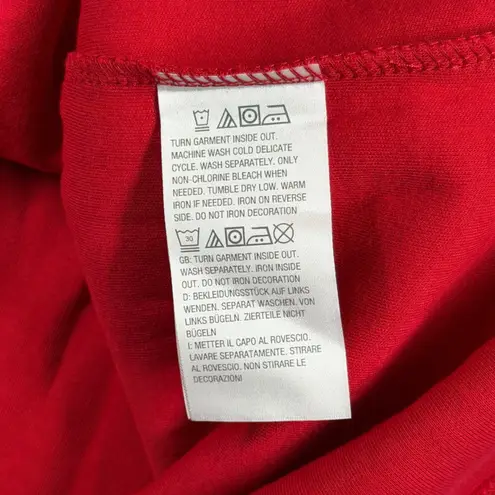 TURN GARMENT INSIDE OUT.
MACHINE WASH COLD DELICATE
CYCLE. WASH SEPARATELY. ONLY
NON-CHLORINE BLEACH WHEN
NEEDED. TUMBLE DRY LOW. WARM
IRON IF NEEDED. IRON ON REVERSE
SIDE. DO NOT IRON DECORATION
30
GB: TURN GARMENT INSIDE OUT.
WASH SEPARATELY. IRON INSIDE
OUT. DO NOT IRON DECORATION
D: BEKLEIDUNGSSTÜCK AUF LINKS
WENDEN. SEPARAT WASCHEN. VON
LINKS BÜGELN. ZIERTEILE NICHT
BÜGELN
I: METTER IL CAPO AL ROVESCIO.
LAVARE SEPARATAMENTE. STIRARE
AL ROVESCIO. NON STIRARE LE
DECORAZIONI